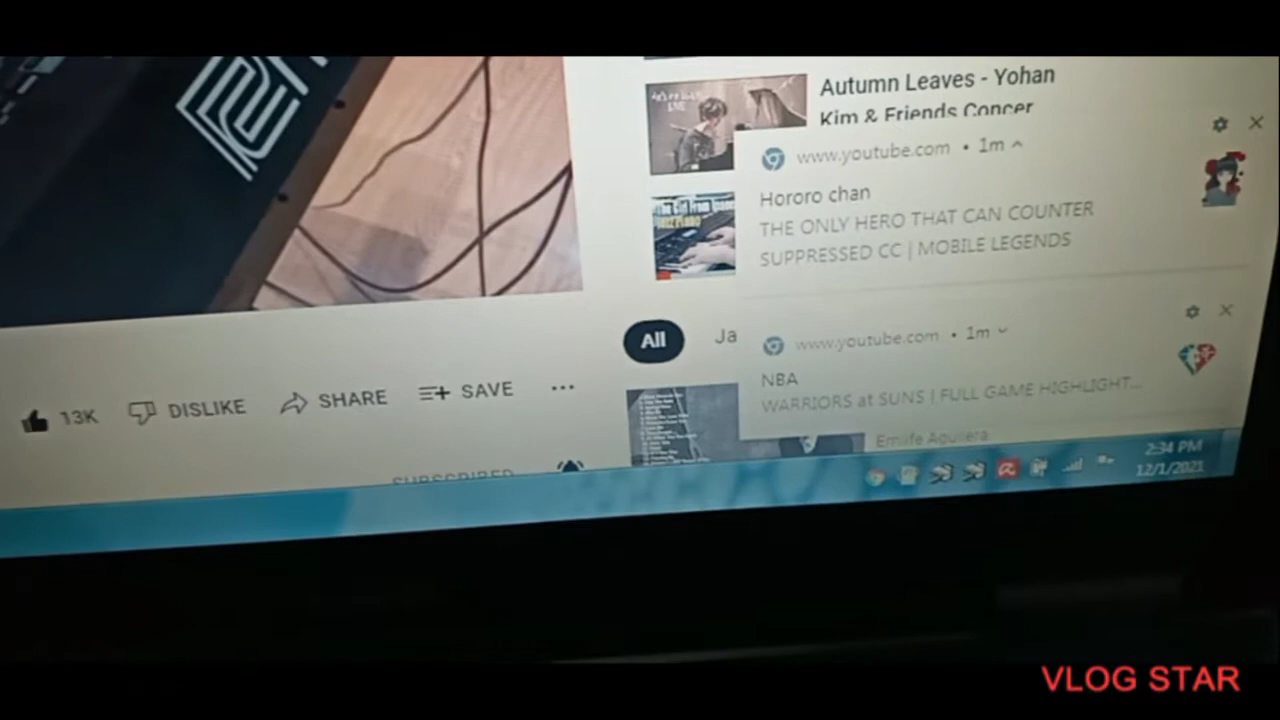 Autumn Leaves - Yohan
Kim & Friends Concer
www.youtube.com • 1m
Hororo chan
THE ONLY HERO THAT CAN COUNTER
SUPPRESSED CC | MOBILE LEGENDS
www.youtube.com • 1m
NBA
WARRIORS at SUNS | FULL GAME HIGHLIGHT...
All
Ja
13K
DISLIKE
SHARE
SAVE
SUBSCRIBED
Emilfe Aguilera
2:34 PM
12/1/2021
VLOG STAR